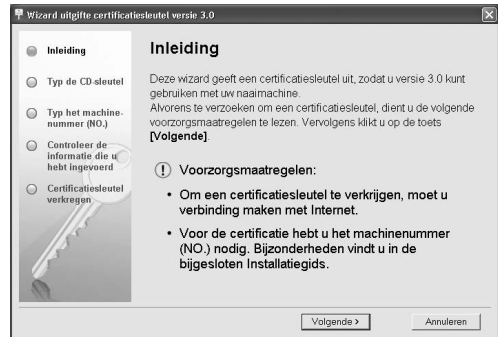 Wizard uitgifte certificatiesleutel versie 3.0
Inleiding
Typ de CD-sleutel
Typ het machine-
nummer (NO.)
Controleer de
informatie die u
hebt ingevoerd
Certificatiesleutel
verkregen
Inleiding
Deze wizard geeft een certificatiesleutel uit, zodat u versie 3.0 kunt
gebruiken met uw naaimachine.
Alvorens te verzoeken om een certificatiesleutel, dient u de volgende
voorzorgsmaatregelen te lezen. Vervolgens klikt u op de toets
[Volgende].
Voorzorgsmaatregelen:
• Om een certificatiesleutel te verkrijgen, moet u
verbinding maken met Internet.
• Voor de certificatie hebt u het machinenummer
(NO.) nodig. Bijzonderheden vindt u in de
bijgesloten Installatiegids.
Volgende >
Annuleren